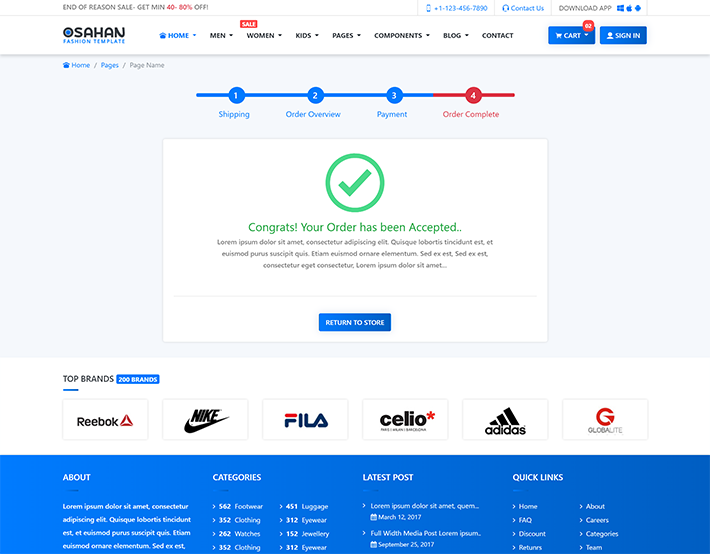 END OF REASON SALE- GET MIN 40- 80% OFF!
+1-123-456-7890
Contact Us
DOWNLOAD APP
OSAHAN
FASHION TEMPLATE
HOME
MEN
SALE
WOMEN
KIDS
PAGES
COMPONENTS
BLOG
CONTACT
CART
02
SIGN IN
Home / Pages / Page Name
1
2
3
4
Shipping
Order Overview
Payment
Order Complete
Congrats! Your Order has been Accepted..
Lorem ipsum dolor sit amet, consectetur adipiscing elit. Quisque lobortis tincidunt est, et
euismod purus suscipit quis. Etiam euismod ornare elementum. Sed ex est, Sed ex est,
consectetur eget consectetur, Lorem ipsum dolor sit amet...
RETURN TO STORE
TOP BRANDS 200 BRANDS
Reebok
NIKE
FILA
celio*
PARIS MILAN BARCELONA
adidas
G
GLOBALITE
ABOUT
Lorem ipsum dolor sit amet, consectetur
adipiscing elit. Quisque lobortis tincidunt
est, et euismod purus suscipit quis. Etiam
euismod ornare elementum. Sed ex est,
CATEGORIES
562 Footwear
352 Clothing
262 Watches
352 Clothing
451 Luggage
312 Eyewear
152 Jewellery
312 Eyewear
LATEST POST
Lorem ipsum dolor sit amet, quem...
March 12, 2017
Full Width Media Post Lorem ipsum..
September 25, 2017
QUICK LINKS
Home
FAQ
Discount
Retunrs
About
Careers
Categories
Team